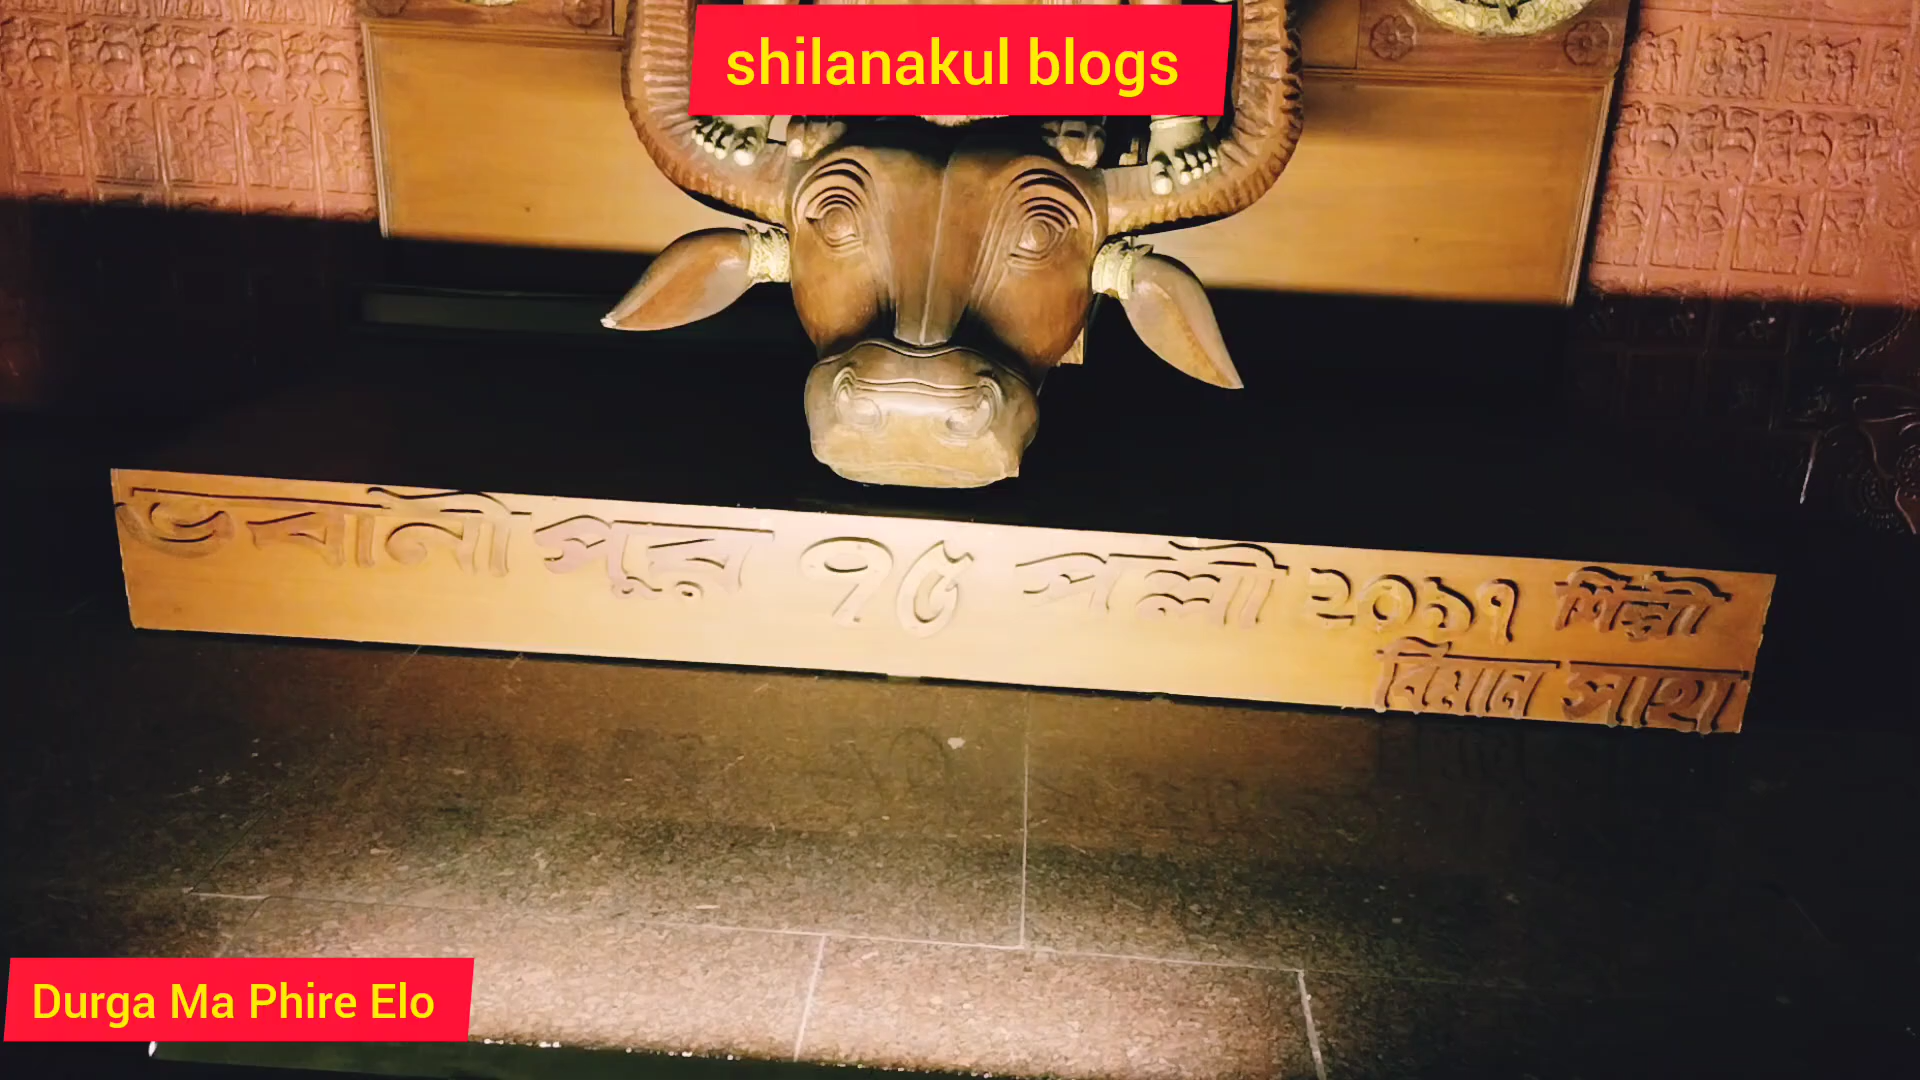 shilanakul blogs
ভবানীপুর ৭৫ পল্লী ২০১৭ শিল্পী
বিমান সাহা
Durga Ma Phire Elo